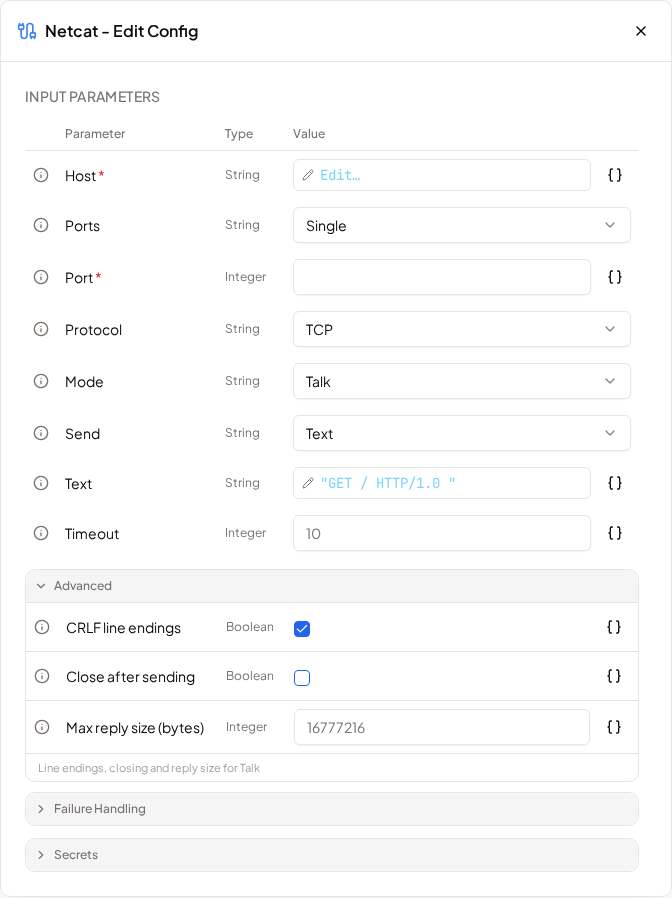 Netcat - Edit Config
INPUT PARAMETERS
Parameter Type Value
Host * String Edit… {}
Ports String Single
Port * Integer {}
Protocol String TCP
Mode String Talk
Send String Text
Text String "GET / HTTP/1.0 " {}
Timeout Integer 10 {}
Advanced
CRLF line endings Boolean {}
Close after sending Boolean {}
Max reply size (bytes) Integer 16777216 {}
Line endings, closing and reply size for Talk
Failure Handling
Secrets